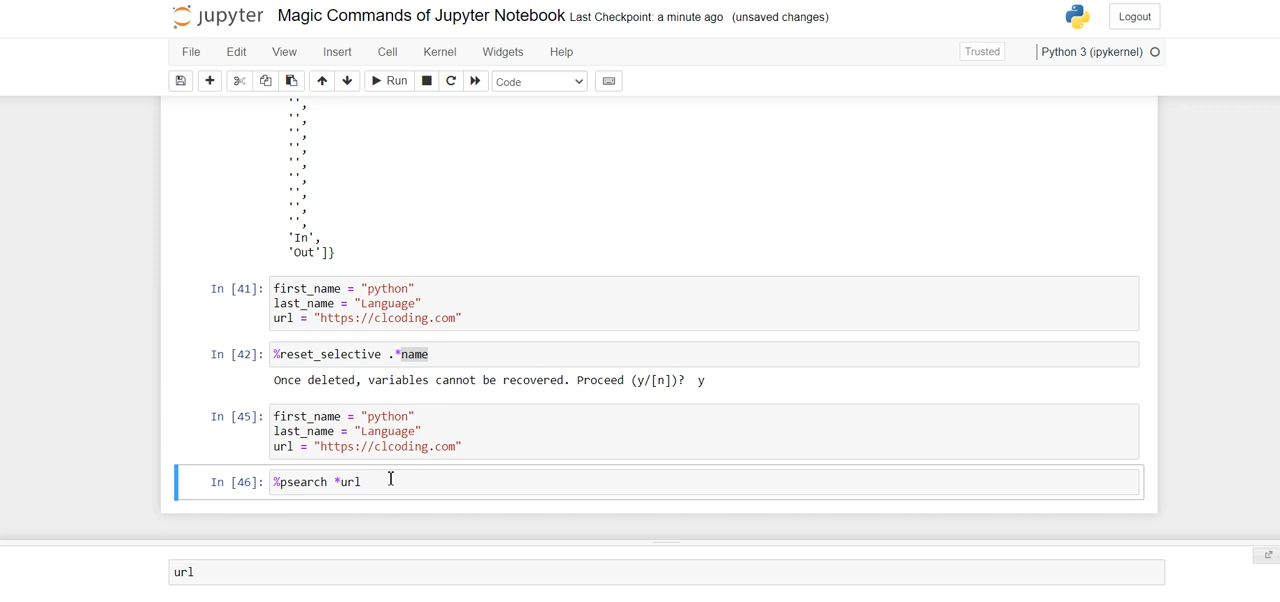 jupyter Magic Commands of Jupyter Notebook Last Checkpoint: a minute ago (unsaved changes) Logout
File Edit View Insert Cell Kernel Widgets Help Trusted Python 3 (ipykernel)
Run Code
'',
'',
'',
'',
'',
'',
'',
'',
'',
'In',
'Out']}
In [41]: first_name = "python"
last_name = "Language"
url = "https://clcoding.com"
In [42]: %reset_selective .*name
Once deleted, variables cannot be recovered. Proceed (y/[n])? y
In [45]: first_name = "python"
last_name = "Language"
url = "https://clcoding.com"
In [46]: %psearch *url
url